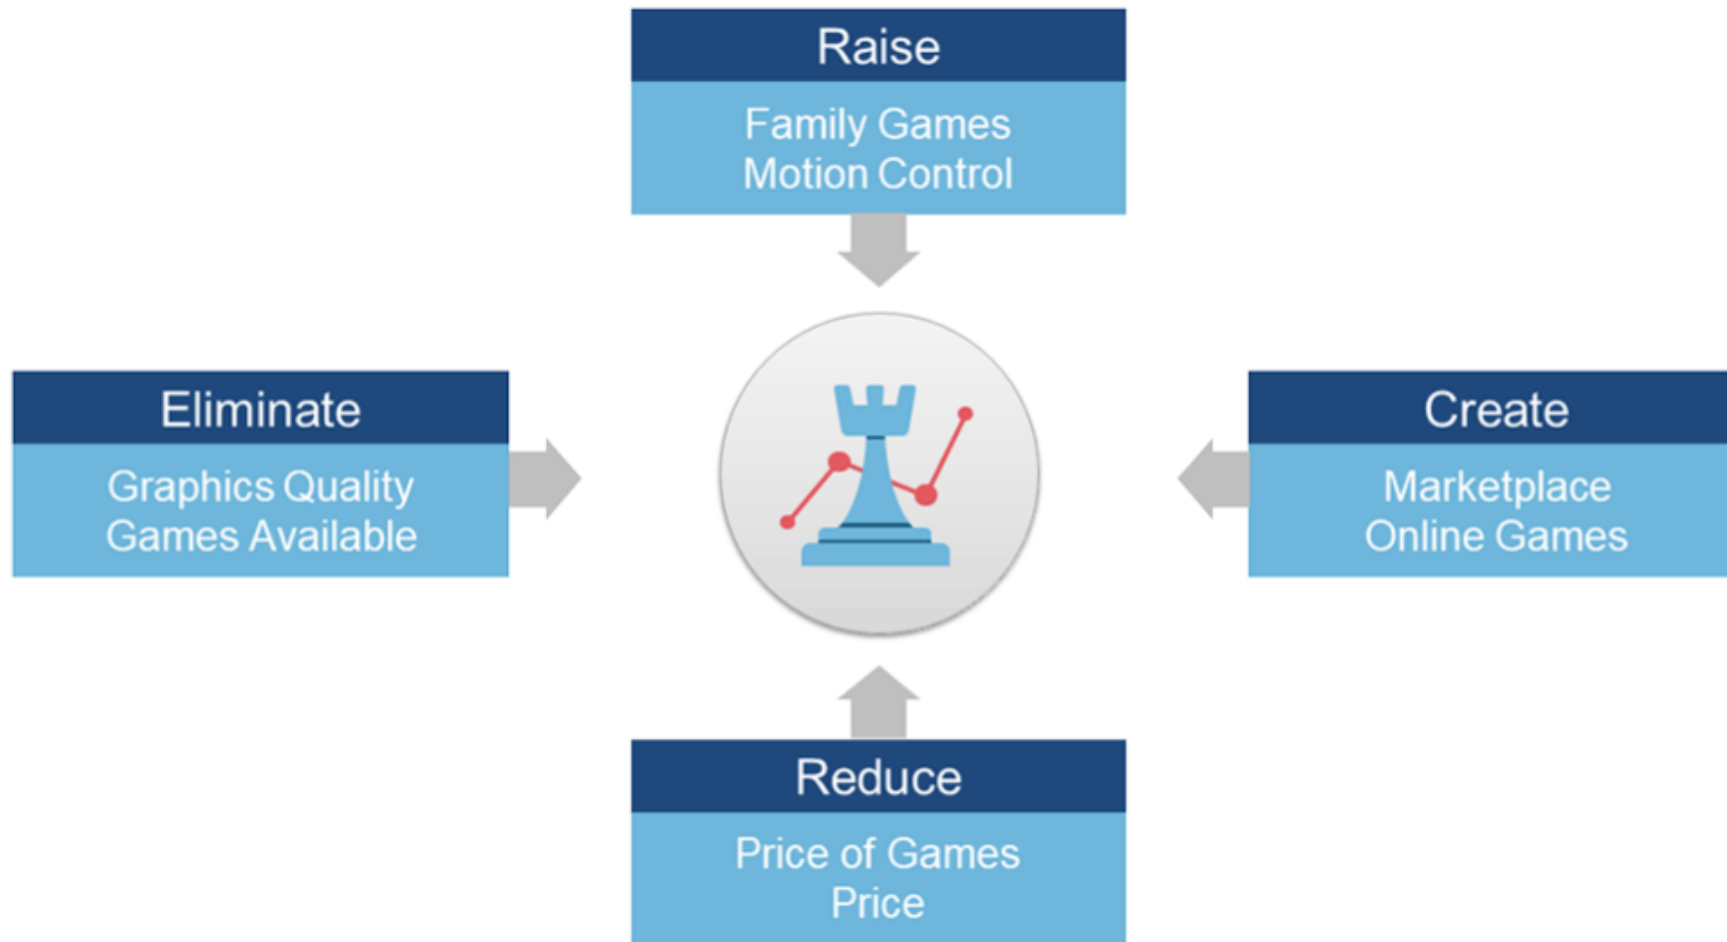 Raise
Family Games
Motion Control
Eliminate
Graphics Quality
Games Available
Create
Marketplace
Online Games
Reduce
Price of Games
Price